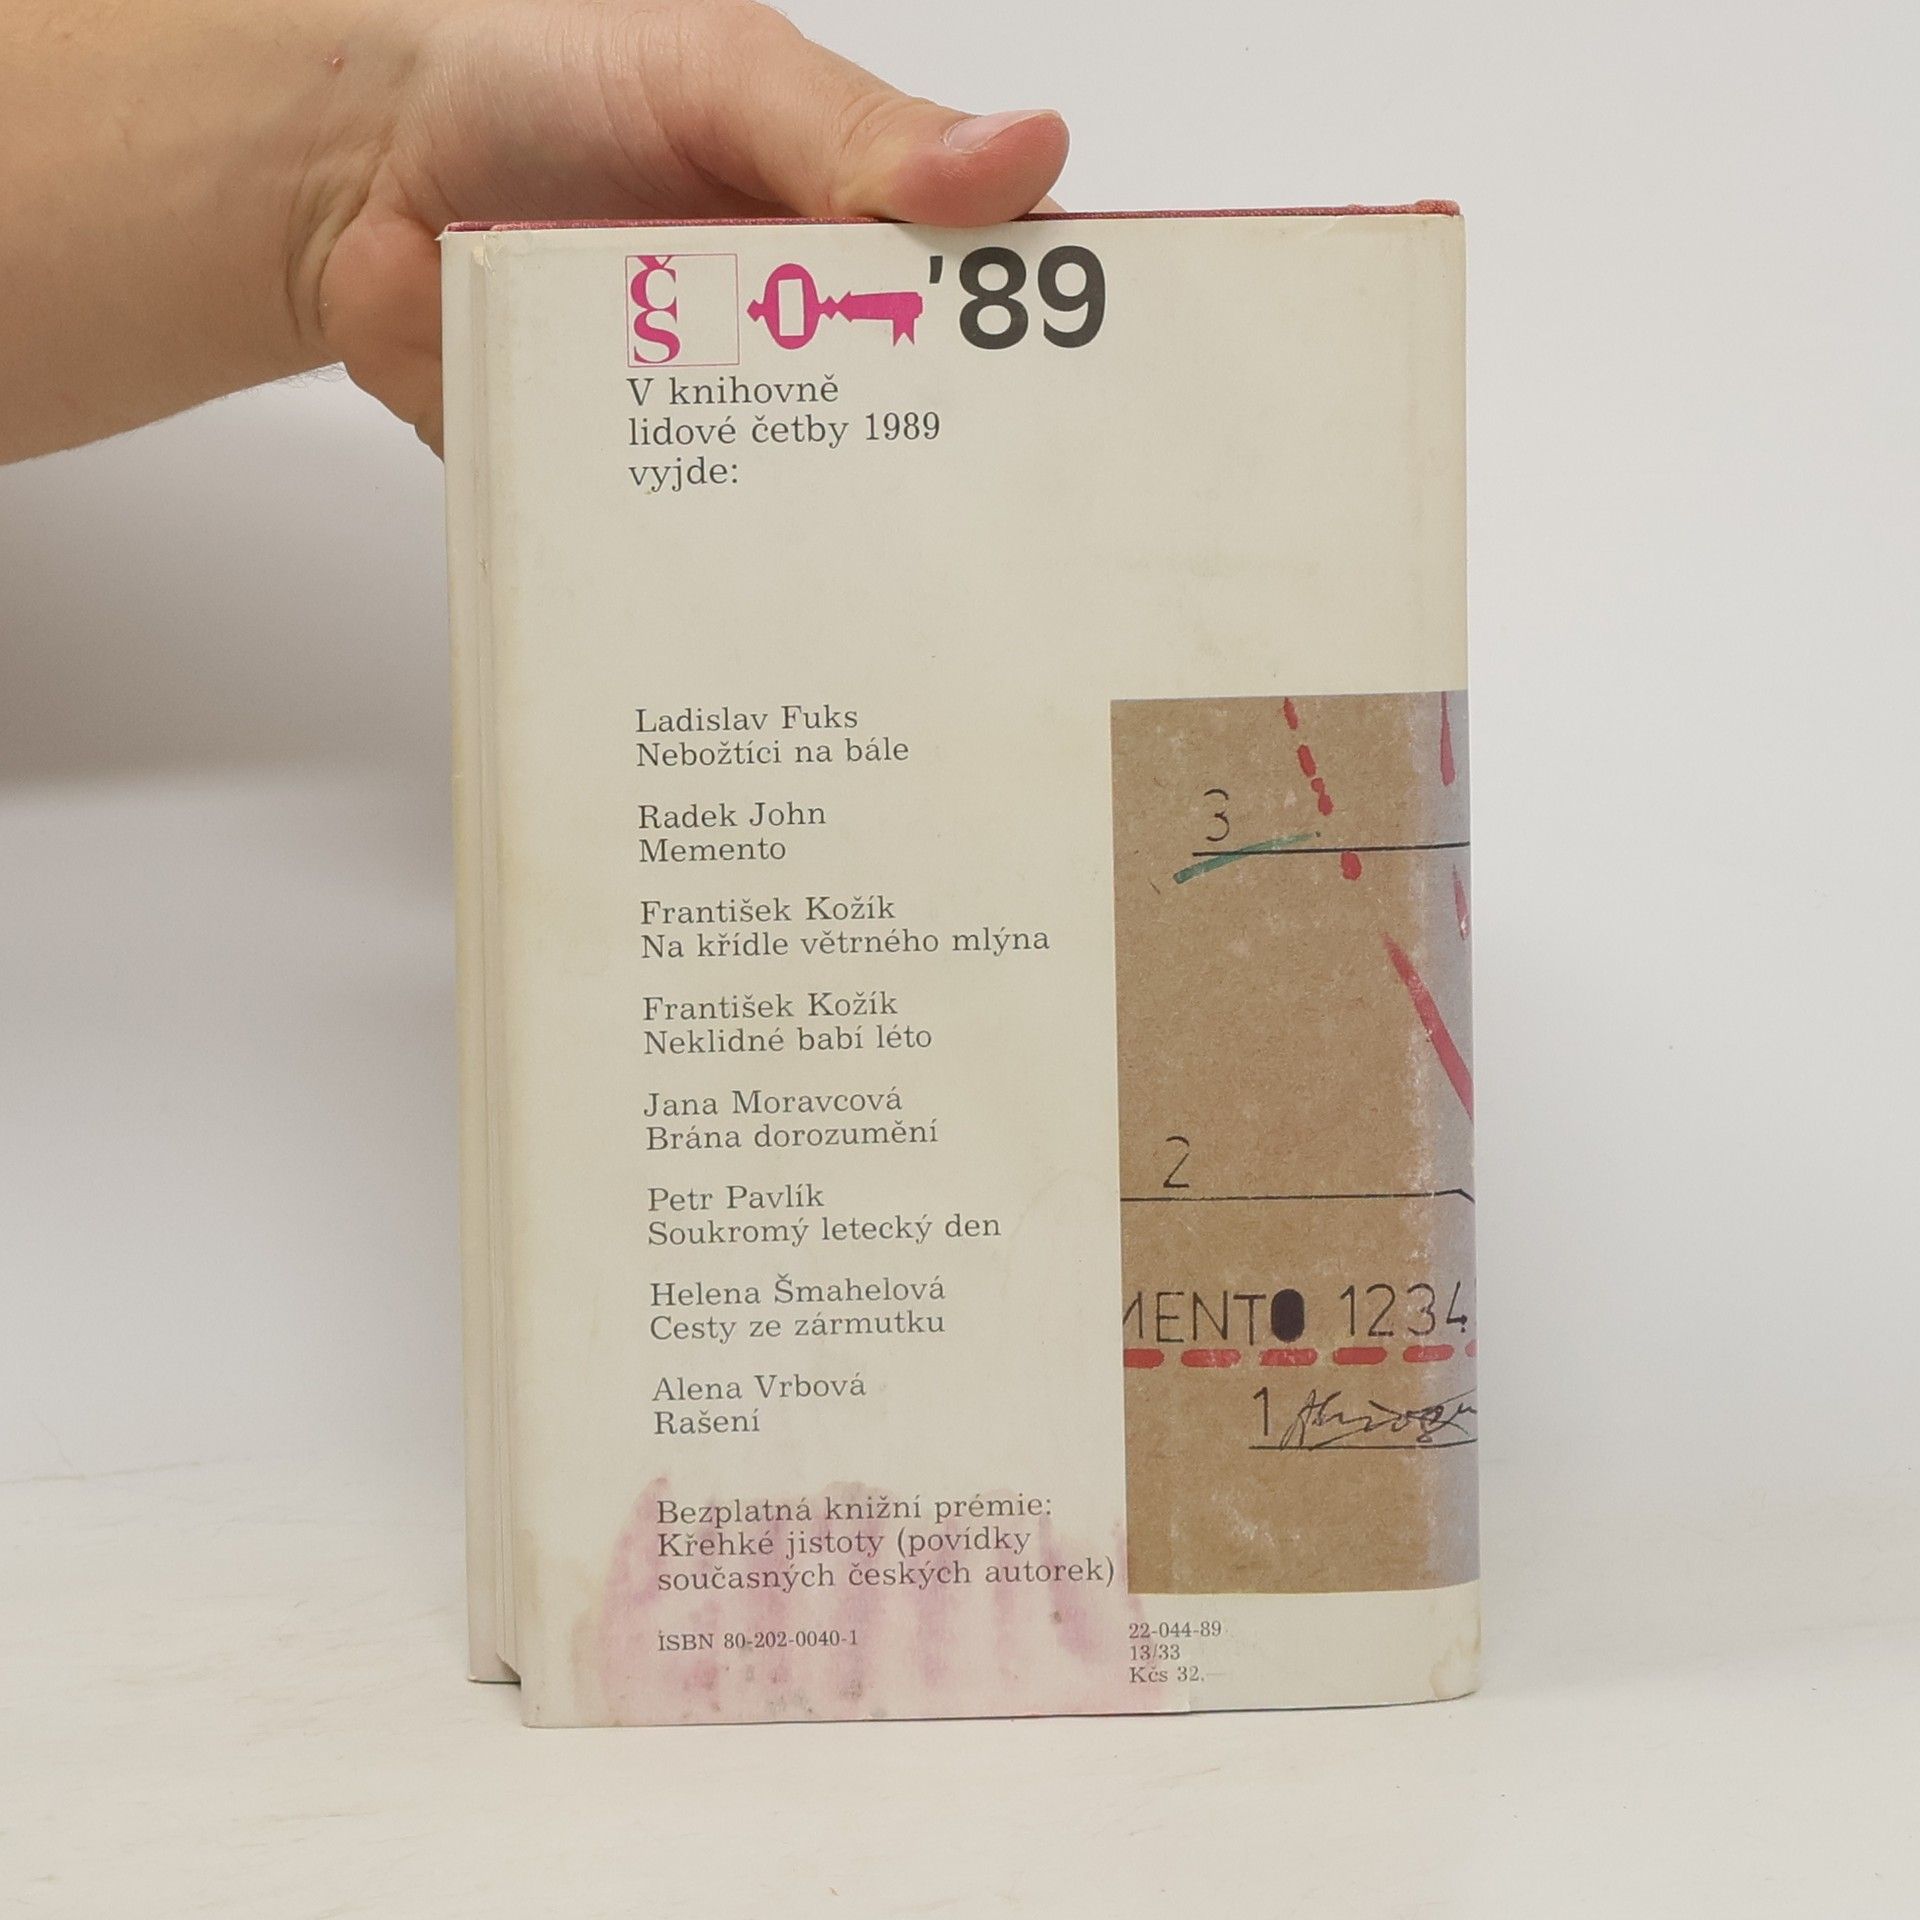 ČS '89
V knihovně
lidové četby 1989
vyjde:
Ladislav Fuks
Nebožtíci na bále
Radek John
Memento
František Kožík
Na křídle větrného mlýna
František Kožík
Neklidné babí léto
Jana Moravcová
Brána dorozumění
Petr Pavlík
Soukromý letecký den
Helena Šmahelová
Cesty ze zármutku
Alena Vrbová
Rašení
Bezplatná knižní prémie:
Křehké jistoty (povídky
současných českých autorek)
ISBN 80-202-0040-1
22-044-89
13/33
Kčs 32,—
3
2
MENTO 1234
1